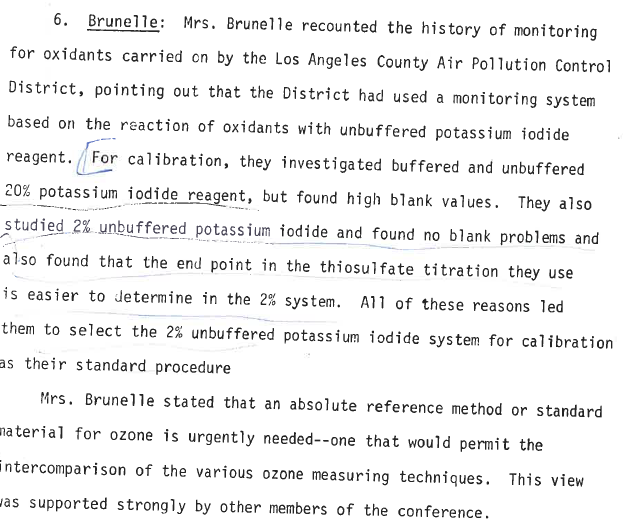 6. Brunelle: Mrs. Brunelle recounted the history of monitoring
for oxidants carried on by the Los Angeles County Air Pollution Control
District, pointing out that the District had used a monitoring system
based on the reaction of oxidants with unbuffered potassium iodide
reagent. For calibration, they investigated buffered and unbuffered
20% potassium iodide reagent, but found high blank values. They also
studied 2% unbuffered potassium iodide and found no blank problems and
also found that the end point in the thiosulfate titration they use
is easier to determine in the 2% system. All of these reasons led
them to select the 2% unbuffered potassium iodide system for calibration
as their standard procedure
Mrs. Brunelle stated that an absolute reference method or standard
material for ozone is urgently needed--one that would permit the
intercomparison of the various ozone measuring techniques. This view
was supported strongly by other members of the conference.